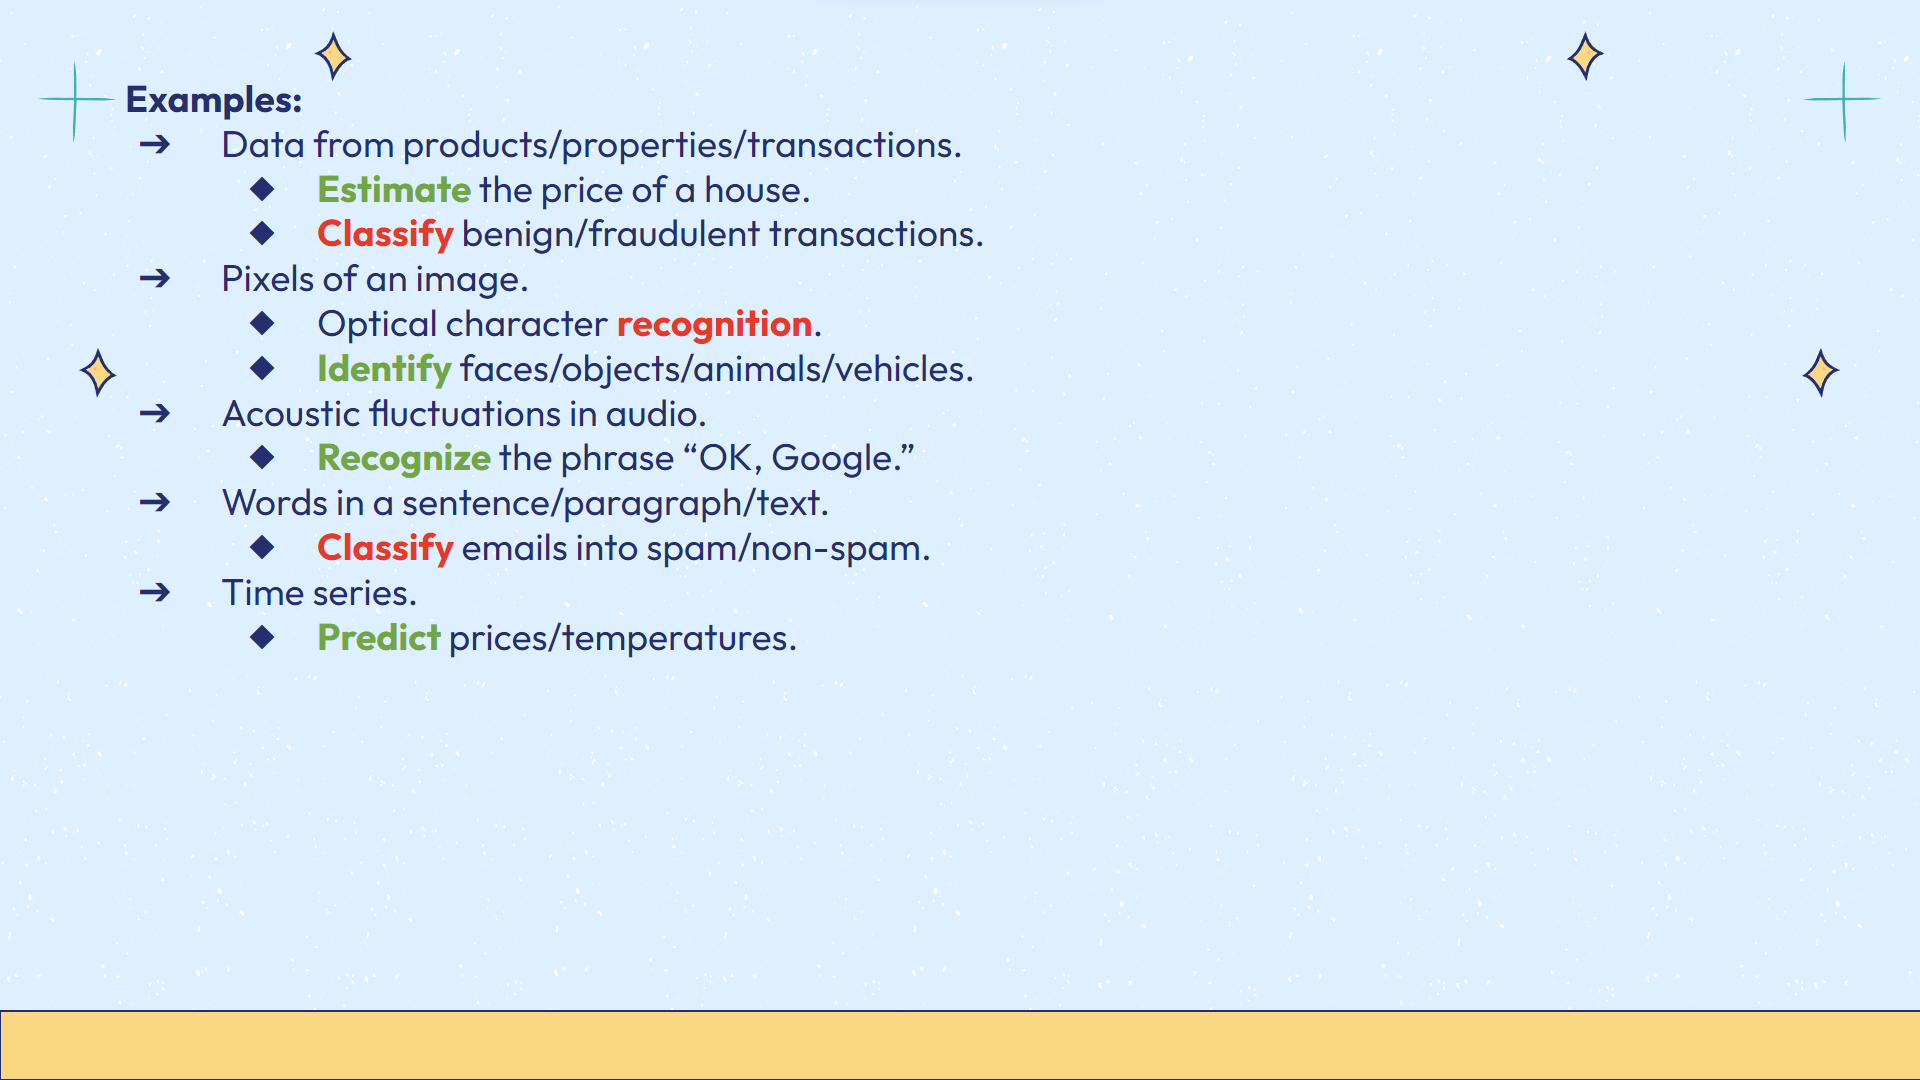 Examples:
➔ Data from products/properties/transactions.
◆ Estimate the price of a house.
◆ Classify benign/fraudulent transactions.
➔ Pixels of an image.
◆ Optical character recognition.
◆ Identify faces/objects/animals/vehicles.
➔ Acoustic fluctuations in audio.
◆ Recognize the phrase “OK, Google.”
➔ Words in a sentence/paragraph/text.
◆ Classify emails into spam/non-spam.
➔ Time series.
◆ Predict prices/temperatures.